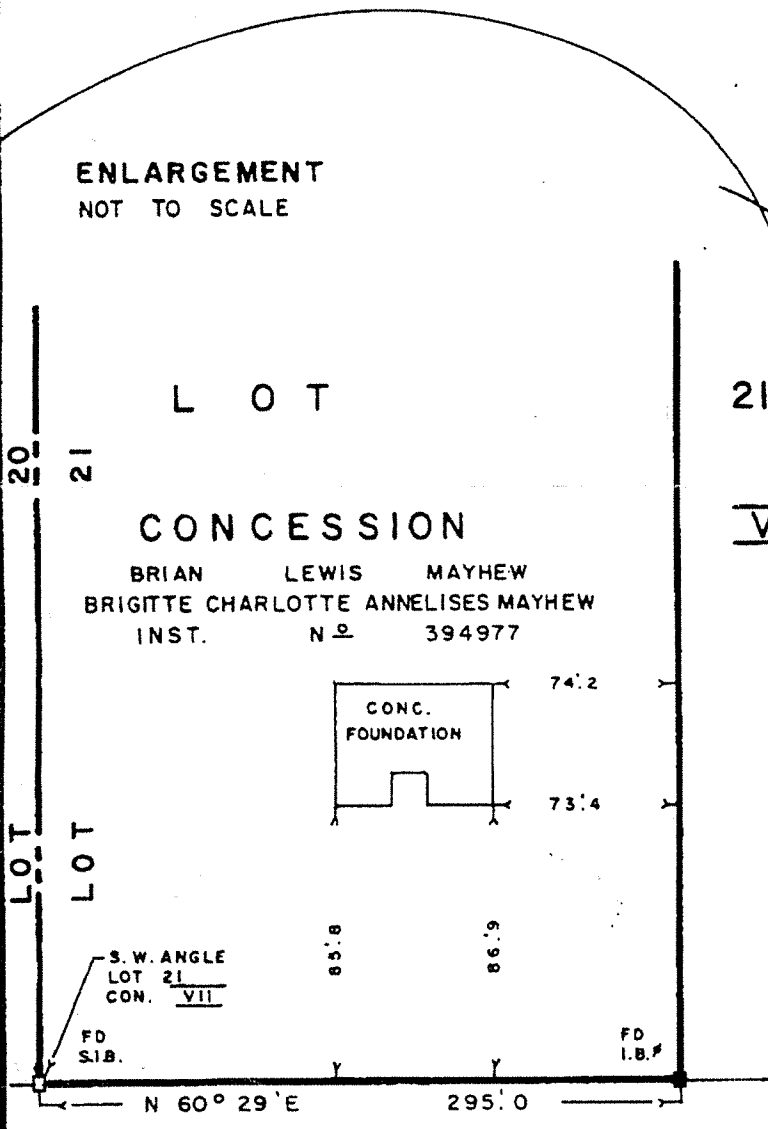 ENLARGEMENT
NOT TO SCALE
LOT 21
20
21
CONCESSION
BRIAN LEWIS MAYHEW
BRIGITTE CHARLOTTE ANNELISES MAYHEW
INST. Nº 394977
74'.2
CONC.
FOUNDATION
73'.4
LOT
LOT
85'.8
86'.9
S.W. ANGLE
LOT 21
CON. VII
FD
S.I.B.
FD
I.B.
N 60° 29' E 295'.0